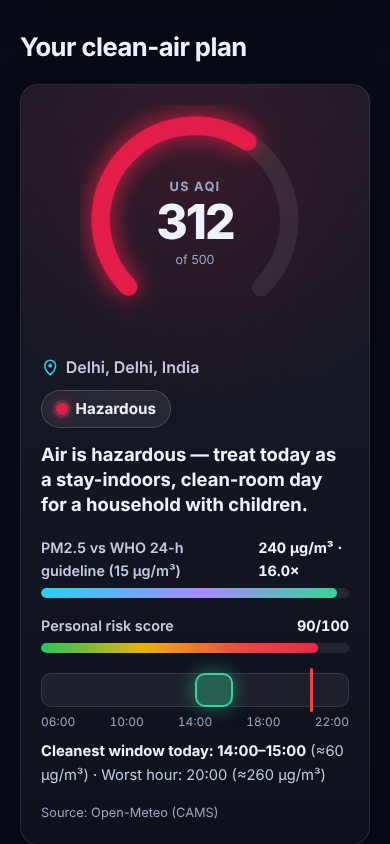 Your clean-air plan
US AQI
312
of 500
Delhi, Delhi, India
Hazardous
Air is hazardous — treat today as
a stay-indoors, clean-room day
for a household with children.
PM2.5 vs WHO 24-h
guideline (15 µg/m³)
240 µg/m³ ·
16.0×
Personal risk score 90/100
06:00 10:00 14:00 18:00 22:00
Cleanest window today: 14:00–15:00 (≈60
µg/m³) · Worst hour: 20:00 (≈260 µg/m³)
Source: Open-Meteo (CAMS)